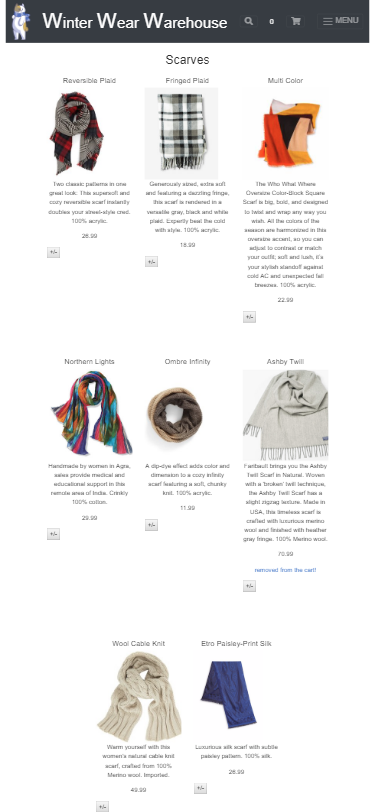 Winter Wear Warehouse 0 MENU
Scarves
Reversible Plaid
Two classic patterns in one
great look. This supersoft and
cozy reversible scarf instantly
doubles your street-style cred.
100% acrylic.
26.99
+/-
Fringed Plaid
Generously sized, extra soft
and featuring a dazzling fringe,
this scarf is rendered in a
versatile gray, black and white
plaid. Expertly beat the cold
with style. 100% acrylic.
18.99
+/-
Multi Color
The Who What Where
Oversize Color-Block Square
Scarf is big, bold, and designed
to twist and wrap any way you
wish. All the colors of the
season are harmonized in this
oversize accent, so you can
adjust to contrast or match
your outfit; soft and lush, it's
your stylish standoff against
cold AC and unexpected fall
breezes. 100% acrylic.
22.99
+/-
Northern Lights
Handmade by women in Agra,
sales provide medical and
educational support in this
remote area of India. Crinkly
100% cotton.
29.99
+/-
Ombre Infinity
A dip-dye effect adds color and
dimension to a cozy infinity
scarf featuring a soft, chunky
knit. 100% acrylic.
11.99
+/-
Ashby Twill
Faribault brings you the Ashby
Twill Scarf in Natural. Woven
with a 'broken' twill technique,
the Ashby Twill Scarf has a
slight zigzag texture. Made in
USA, this timeless scarf is
crafted with luxurious merino
wool and finished with heather
gray fringe. 100% Merino wool.
70.99
removed from the cart!
+/-
Wool Cable Knit
Warm yourself with this
women's natural cable knit
scarf, crafted from 100%
Merino wool. Imported.
49.99
+/-
Etro Paisley-Print Silk
Luxurious silk scarf with subtle
paisley pattern. 100% silk.
28.99
+/-